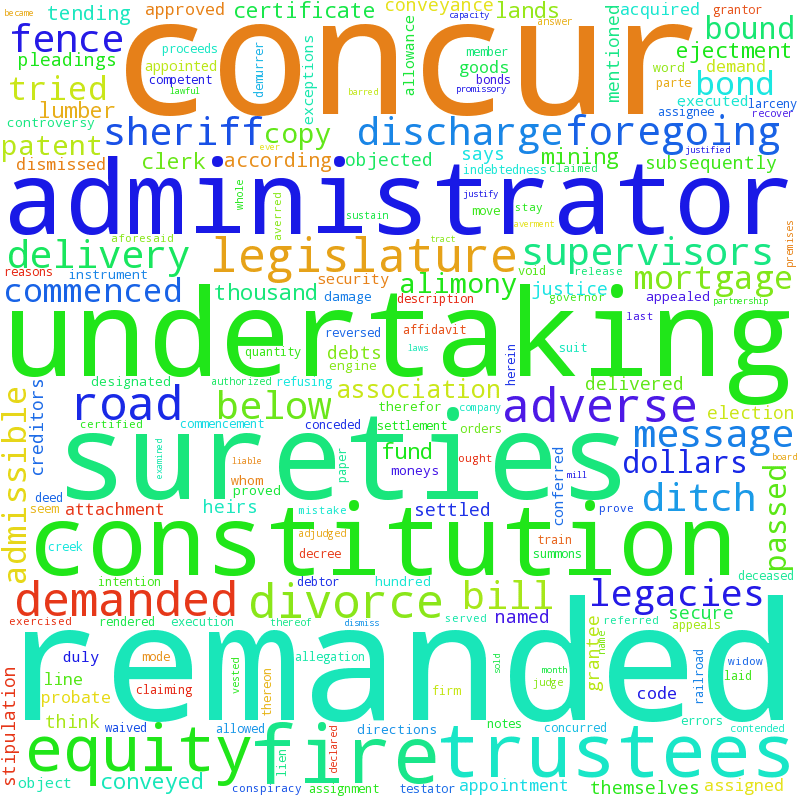 became
tending
approved
certificate
conveyance
lands
acquired
grantor
capacity
answer
concur
fence
pleadings
proceeds
appointed
competent
lawful
demurrer
exceptions
allowance
member
goods
bonds
promissory
mentioned
bound
ejectment
word
demand
bond
parte
executed
larceny
assignee
recover
barred
tried
lumber
controversy
patent
sheriff
copy
discharge
foregoing
ever
justified
dismissed
clerk
according
objected
says
indebtedness
mining
claimed
subsequently
administrator
whole
averred
sustain
justify
move
stay
averment
premises
aforesaid
tract
delivery
legislature
supervisors
reasons
instrument
security
void
release
commenced
thousand
damage
description
alimony
justice
governor
mortgage
appealed
partnership
undertaking
reversed
affidavit
last
laws
suit
quantity
debts
engine
herein
designated
authorized
refusing
association
delivered
road
below
therefor
company
adverse
election
certified
commencement
conceded
settlement
orders
message
admissible
creditors
sureties
examined
liable
paper
fund
ought
moneys
mill
dollars
board
deed
whom
proved
conferred
prove
ditch
passed
seem
attachment
heirs
mistake
settled
adjudged
train
constitution
creek
decree
summons
intention
debtor
hundred
deceased
demanded
divorce
bill
legacies
exercised
rendered
execution
thereof
dismiss
served
named
grantee
name
referred
secure
appeals
remanded
duly
mode
allegation
line
claiming
vested
thereon
firm
sold
month
judge
code
railroad
widow
laid
probate
stipulation
think
waived
allowed
directions
notes
concurred
errors
contended
equity
fire
lien
declared
trustees
object
conveyed
conspiracy
assignment
testator
appointment
themselves
assigned